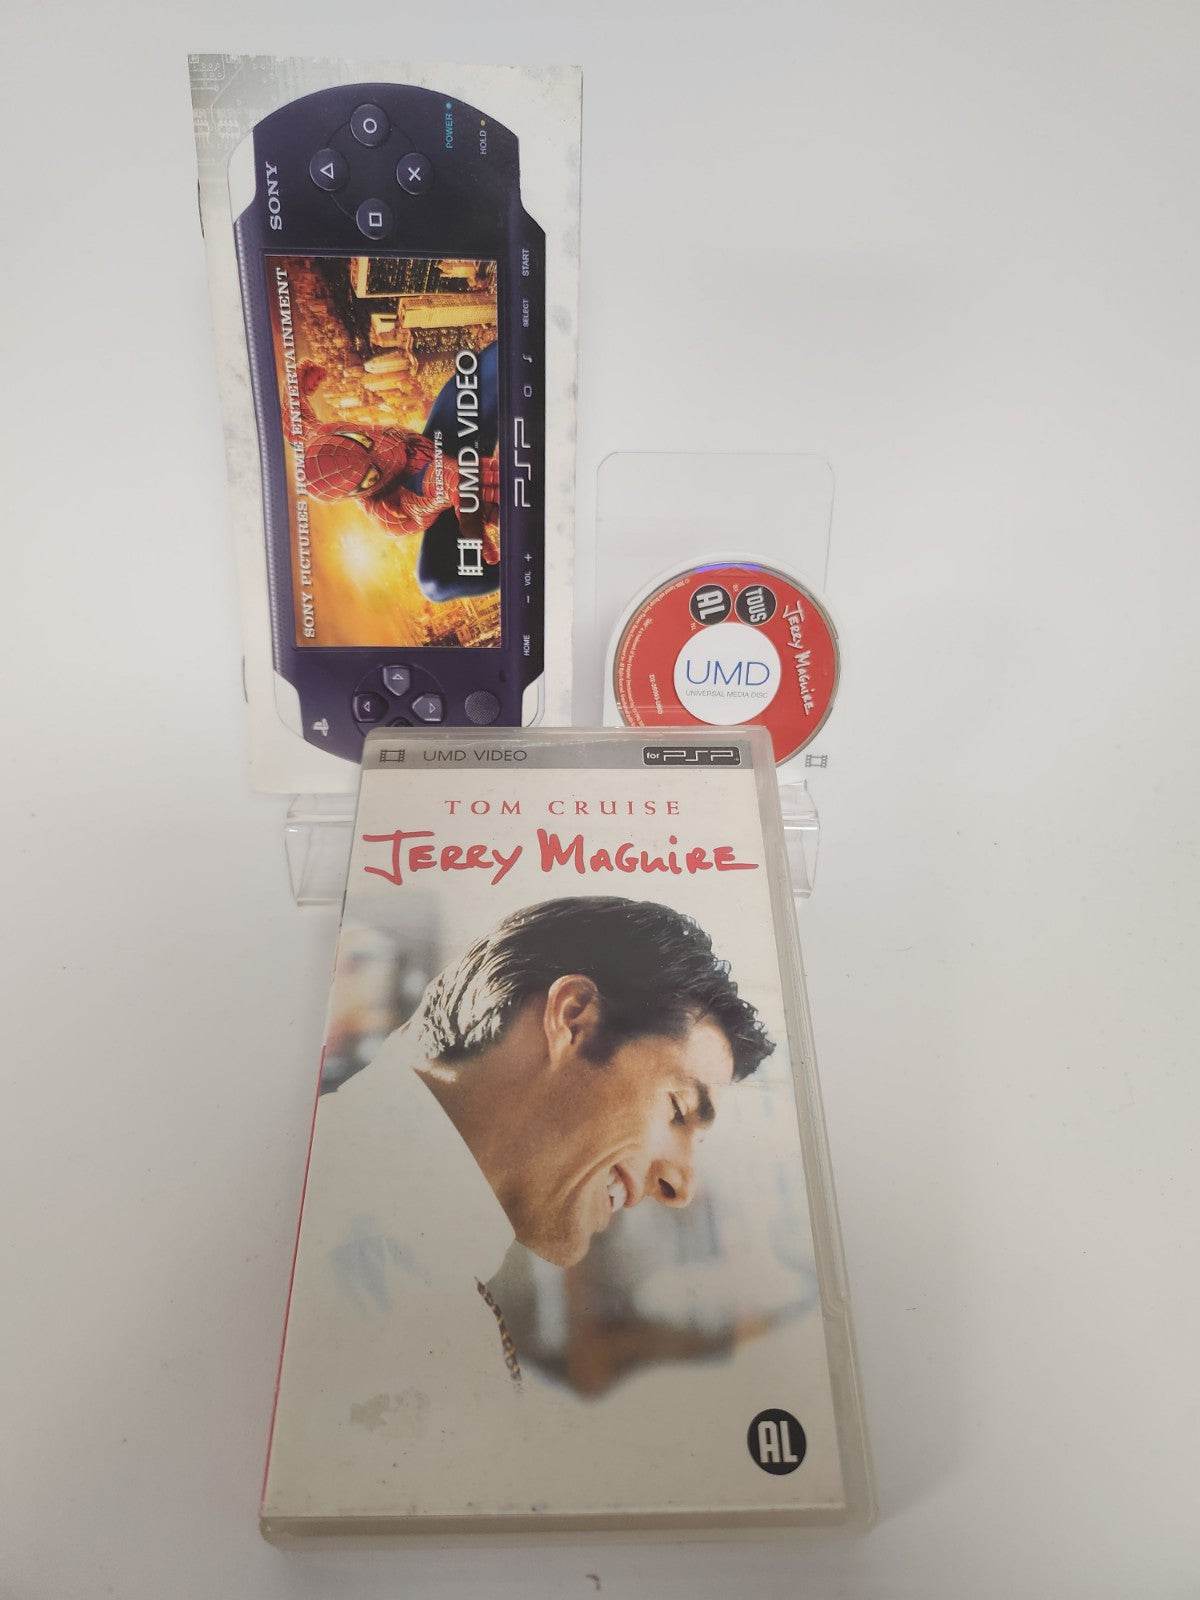 SONY
POWER
HOLD
SONY PICTURES HOME ENTERTAINMENT
PRESENTS
UMD VIDEO
HOME
VOL
PSP
SELECT
START
TOUS
AL
JERRY MAGUIRE
UMD
UNIVERSAL MEDIA DISC
UMD VIDEO
for PSP
TOM CRUISE
JERRY MAGUIRE
AL